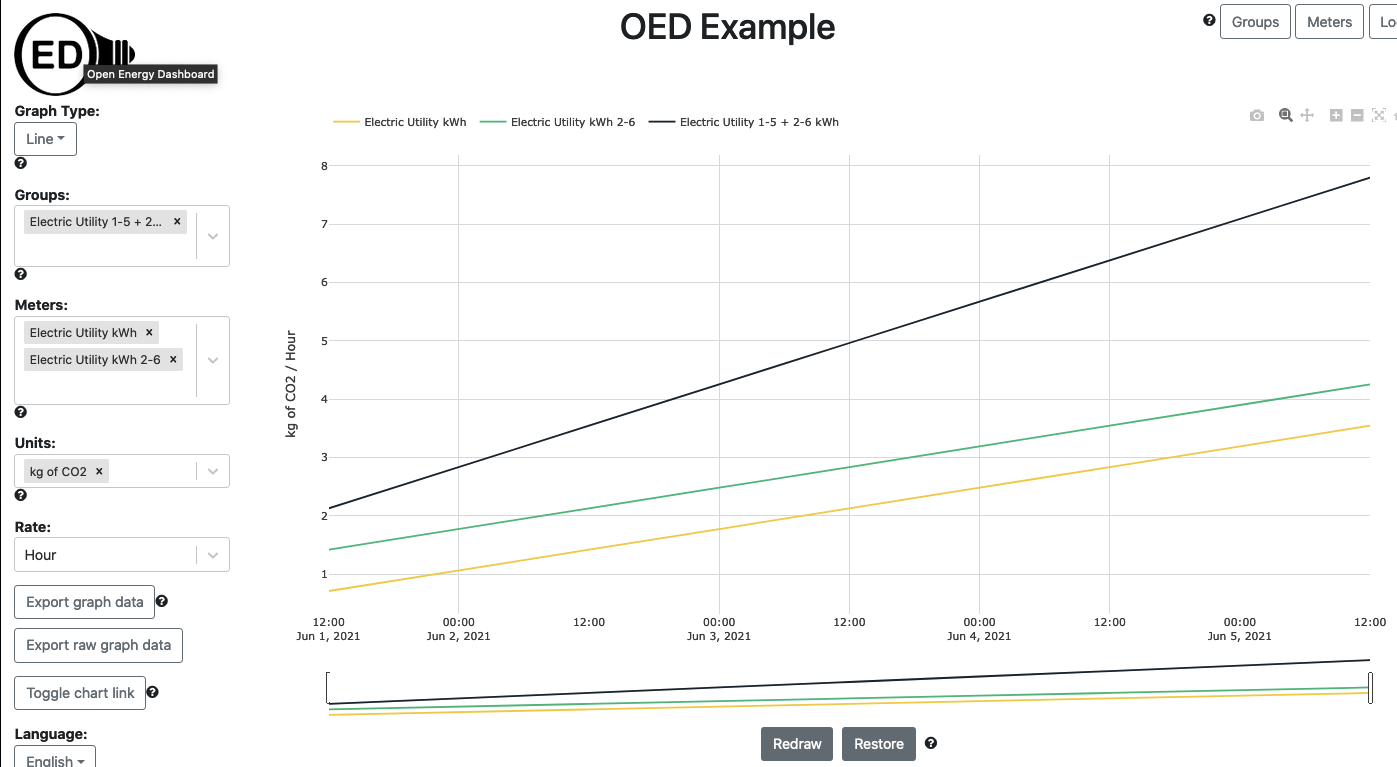 OED Example
Groups
Meters
Lo
ED
Open Energy Dashboard
Graph Type:
Line
Groups:
Electric Utility 1-5 + 2... ×
Meters:
Electric Utility kWh ×
Electric Utility kWh 2-6 ×
Units:
kg of CO2 ×
Rate:
Hour
Export graph data
Export raw graph data
Toggle chart link
Language:
English
Electric Utility kWh
Electric Utility kWh 2-6
Electric Utility 1-5 + 2-6 kWh
kg of CO2 / Hour
8
7
6
5
4
3
2
1
12:00
Jun 1, 2021
00:00
Jun 2, 2021
12:00
00:00
Jun 3, 2021
12:00
00:00
Jun 4, 2021
12:00
00:00
Jun 5, 2021
12:00
Redraw
Restore